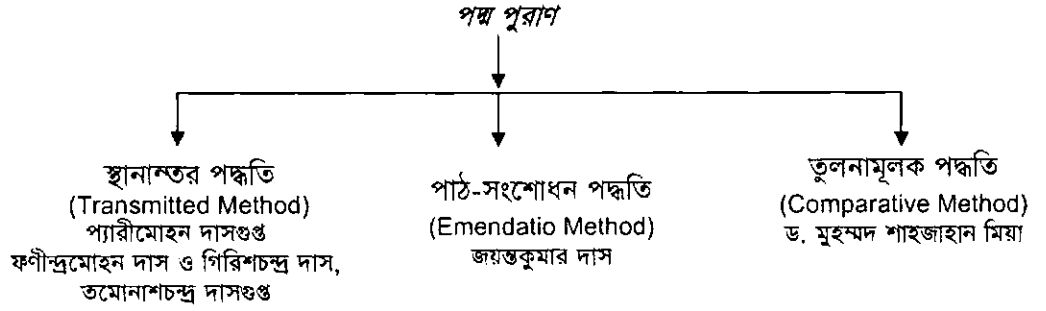 পদ্ম পুরাণ
স্থানান্তর পদ্ধতি
(Transmitted Method)
প্যারীমোহন দাসগুপ্ত
ফণীন্দ্রমোহন দাস ও গিরিশচন্দ্র দাস,
তমোনাশচন্দ্র দাসগুপ্ত
পাঠ-সংশোধন পদ্ধতি
(Emendatio Method)
জয়ন্তকুমার দাস
তুলনামূলক পদ্ধতি
(Comparative Method)
ড. মুহম্মদ শাহজাহান মিয়া